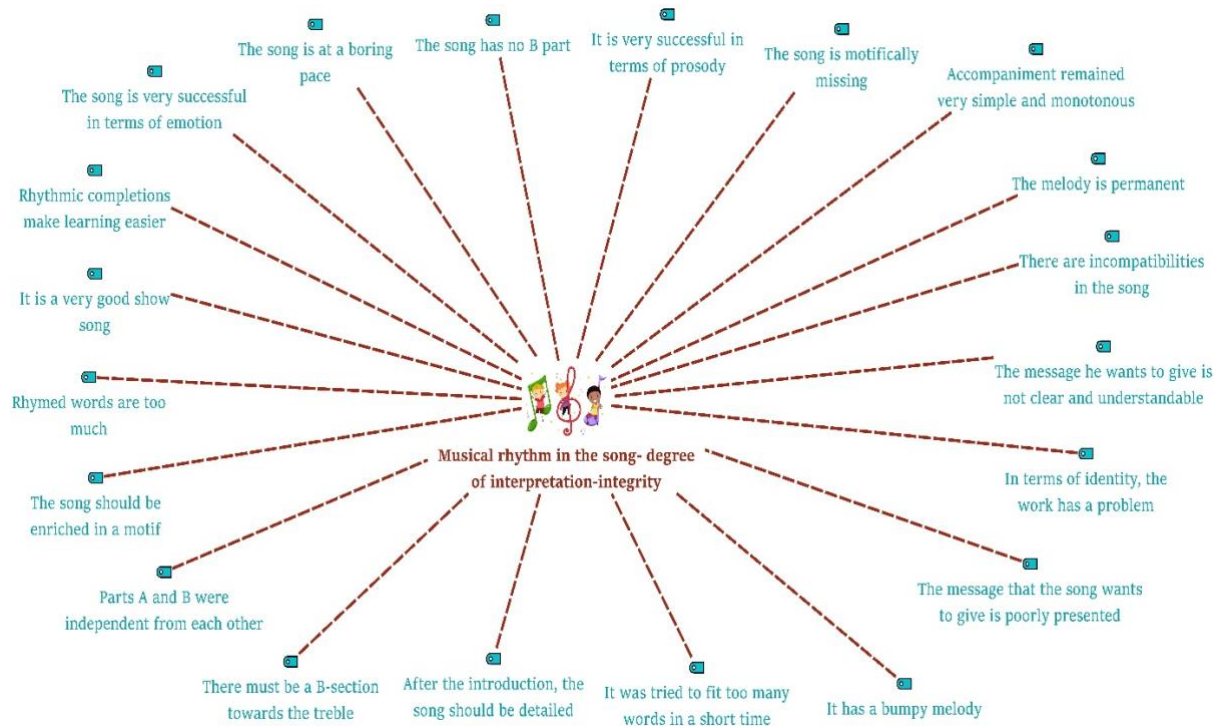 The song is at a boring
pace
The song has no B part
It is very successful in
terms of prosody
The song is motifically
missing
Accompaniment remained
very simple and monotonous
The song is very successful
in terms of emotion
Rhythmic completions
make learning easier
The melody is permanent
There are incompatibilities
in the song
It is a very good show
song
The message he wants to give is
not clear and understandable
Rhymed words are too
much
Musical rhythm in the song- degree
of interpretation-integrity
In terms of identity, the
work has a problem
The song should be
enriched in a motif
The message that the song wants
to give is poorly presented
Parts A and B were
independent from each other
There must be a B-section
towards the treble
After the introduction, the
song should be detailed
It was tried to fit too many
words in a short time
It has a bumpy melody